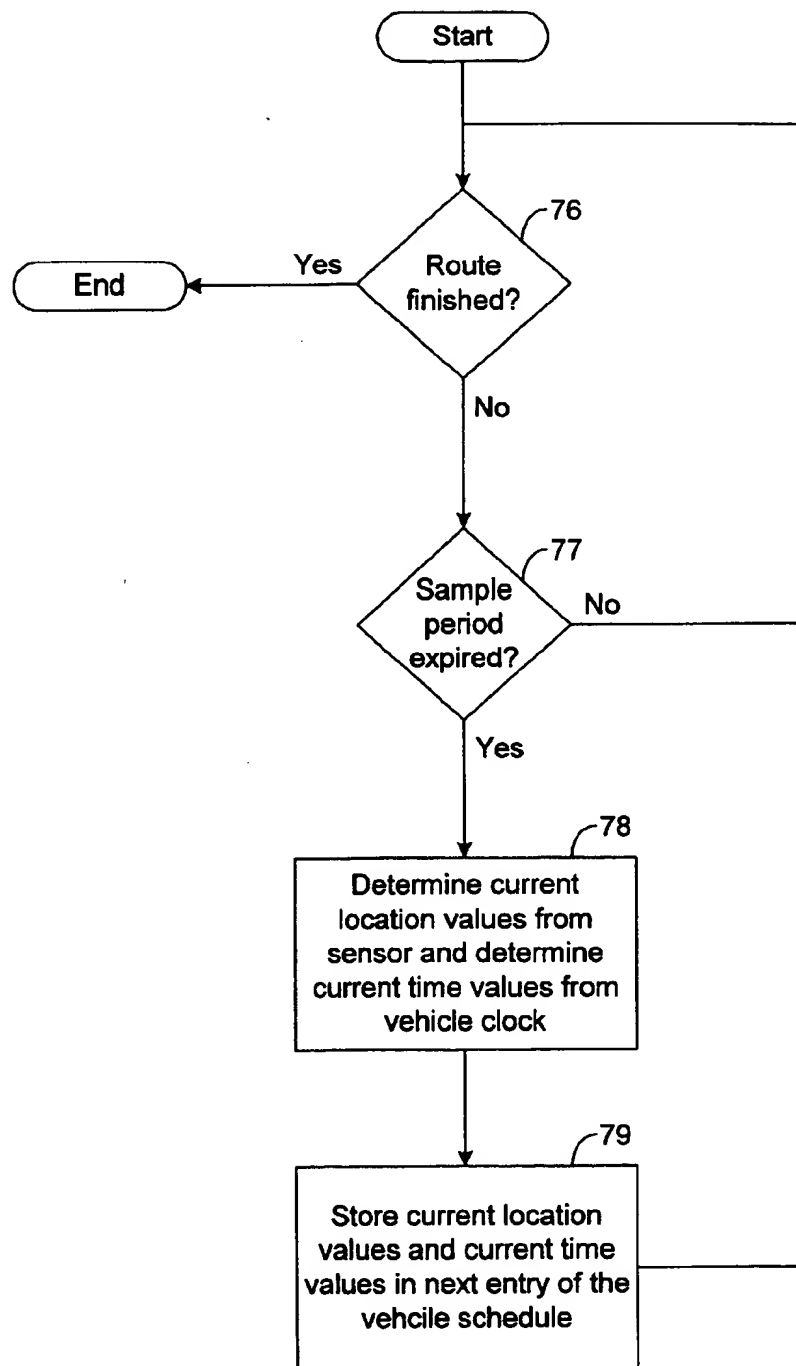 Start
76
Route
finished?
Yes
End
No
77
Sample
period
expired?
No
Yes
78
Determine current
location values from
sensor and determine
current time values from
vehicle clock
79
Store current location
values and current time
values in next entry of the
vehcile schedule